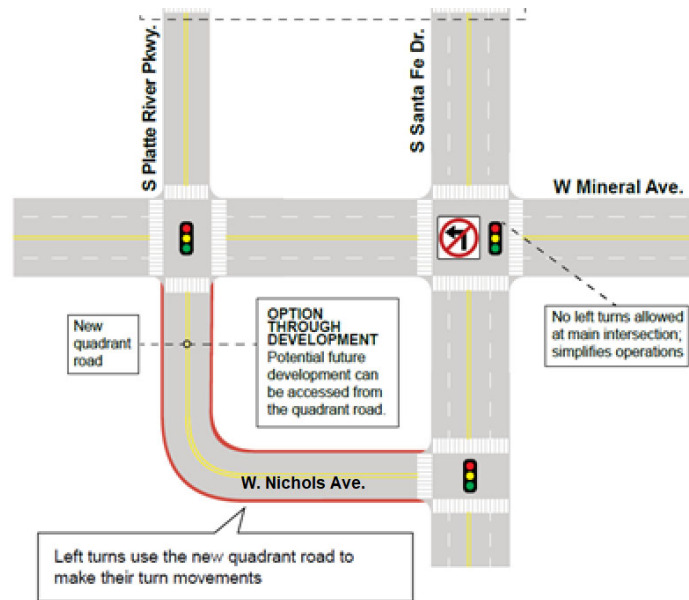 S Platte River Pkwy.
S Santa Fe Dr.
W Mineral Ave.
New
quadrant
road
OPTION
THROUGH
DEVELOPMENT
Potential future
development can
be accessed from
the quadrant road.
No left turns allowed
at main intersection;
simplifies operations
W. Nichols Ave.
Left turns use the new quadrant road to
make their turn movements